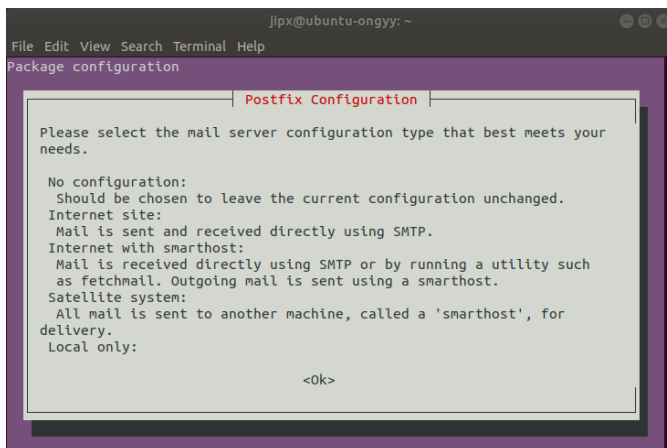 jipx@ubuntu-ongyy: ~
File Edit View Search Terminal Help
Package configuration
Postfix Configuration
Please select the mail server configuration type that best meets your
needs.
No configuration:
Should be chosen to leave the current configuration unchanged.
Internet site:
Mail is sent and received directly using SMTP.
Internet with smarthost:
Mail is received directly using SMTP or by running a utility such
as fetchmail. Outgoing mail is sent using a smarthost.
Satellite system:
All mail is sent to another machine, called a 'smarthost', for
delivery.
Local only:
<Ok>